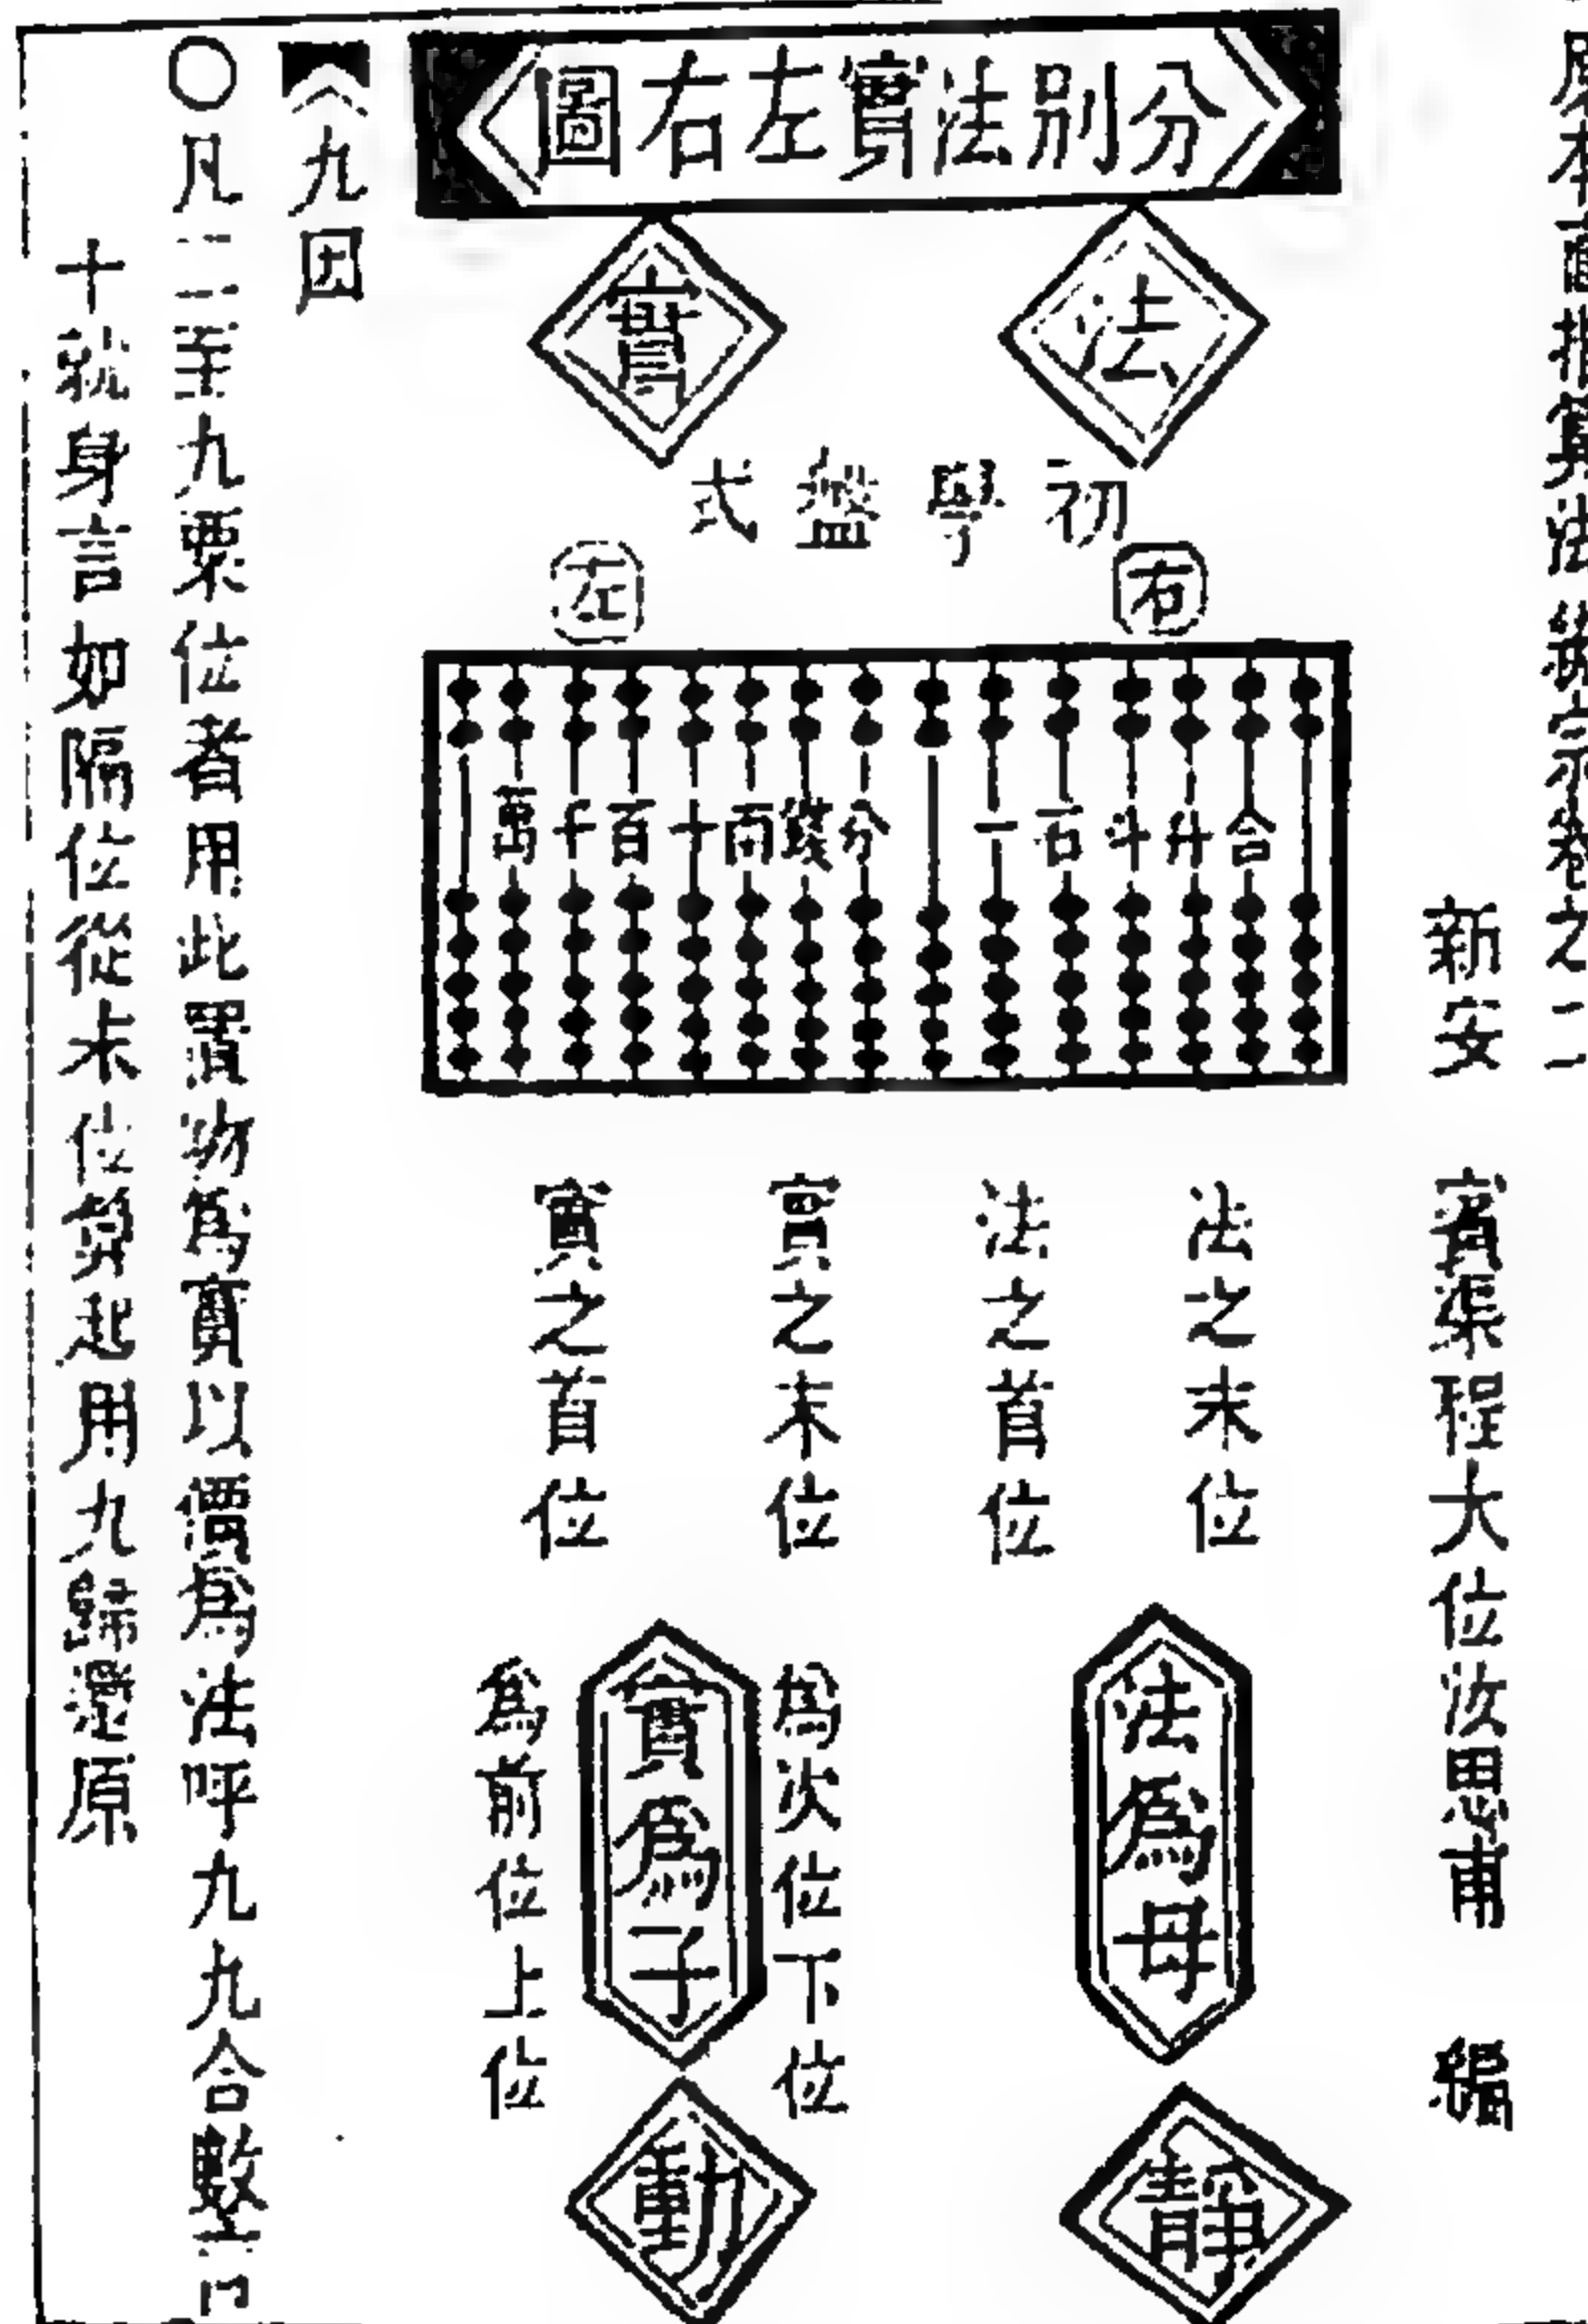 原本直指算法統宗卷之二
新安 賓渠程大位汝思甫 編
分別法實左右圖
法
實
初學盤式
右
左
合 升 斗 石 一 分 錢 兩 十 百 千 萬
法之末位
法之首位
實之末位
實之首位
法為母
為次位下位
實為子
為前位上位
靜
動
九因
〇凡二至九要位者用此置物為實以價為法呼九九合數言
十就身言如隔位從末位算起用九歸還原